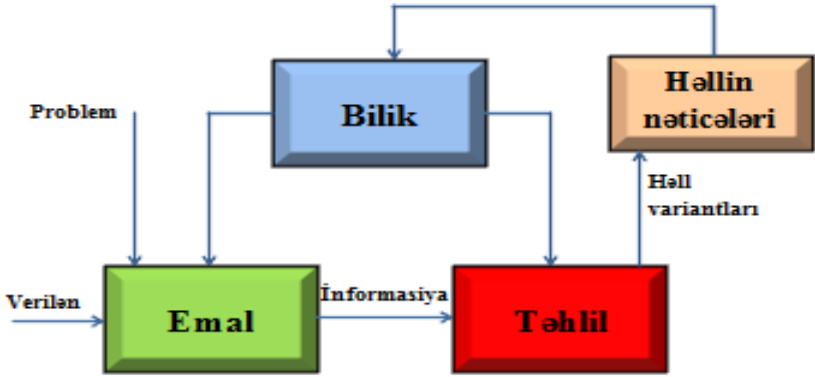 Həllin
nəticələri
Problem
Bilik
Həll
variantları
Verilən
İnformasiya
Emal
Təhlil